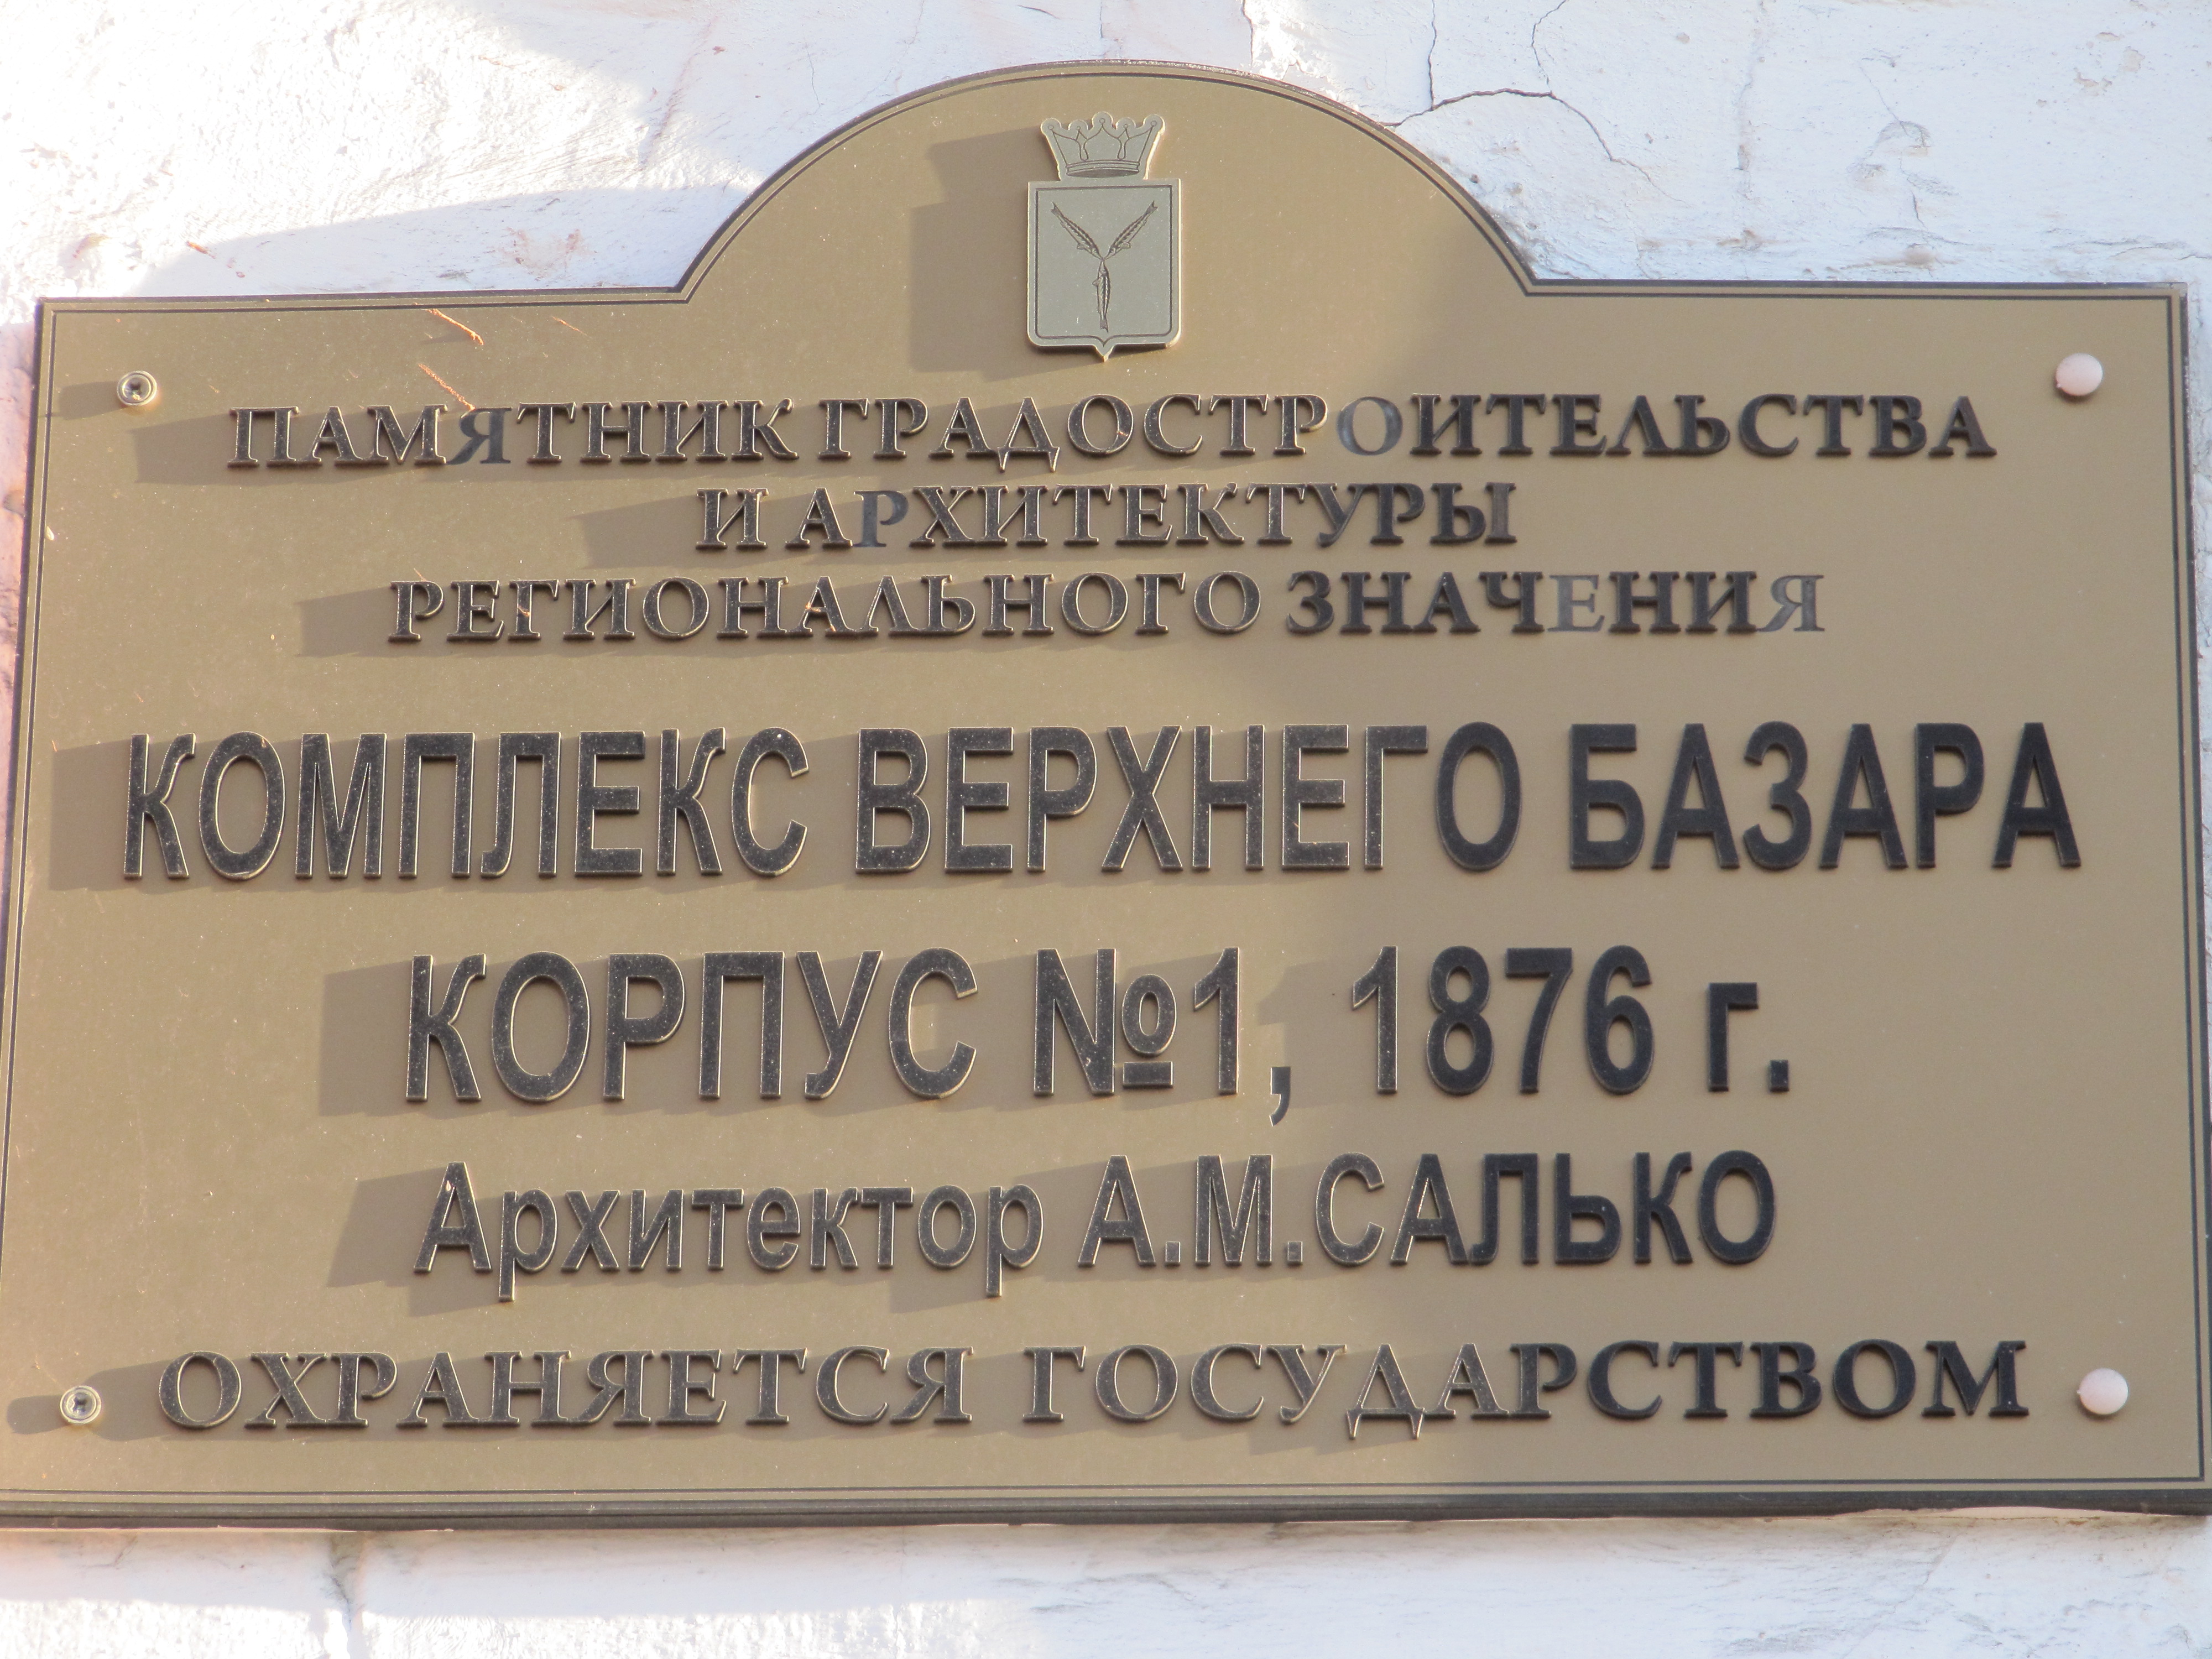 ПАМЯТНИК ГРАДОСТРОИТЕЛЬСТВА
И АРХИТЕКТУРЫ
РЕГИОНАЛЬНОГО ЗНАЧЕНИЯ
КОМПЛЕКС ВЕРХНЕГО БАЗАРА
КОРПУС №1, 1876 г.
Архитектор А.М.САЛЬКО
ОХРАНЯЕТСЯ ГОСУДАРСТВОМ